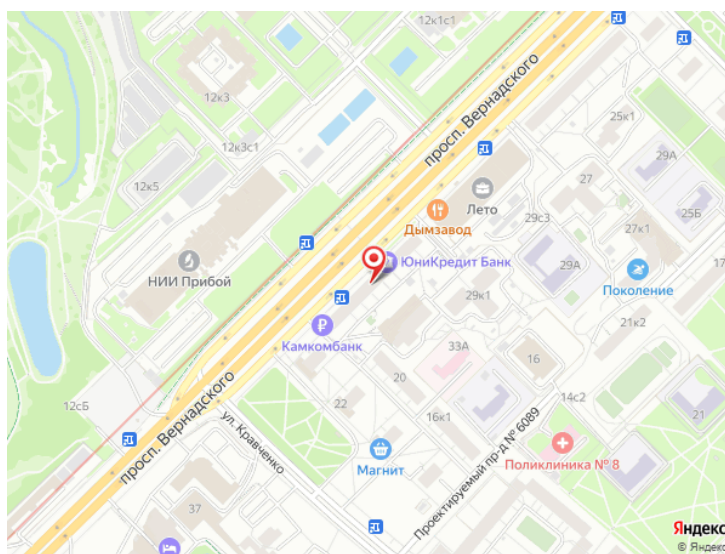 12к1с1
12к3
просп. Вернадского
25к1
12к3с1
29А
27
12к5
Лето
25Б
29с3
Дымзавод
27к1
ЮниКредит Банк
29А
НИИ Прибой
Поколение
29к1
21к2
Камкомбанк
33А
16
20
14с2
12сБ
22
просп. Вернадского
16к1
21
ул. Кравченко
Проектируемый пр-д № 6089
Поликлиника № 8
Магнит
37
Яндекс
© Яндекс